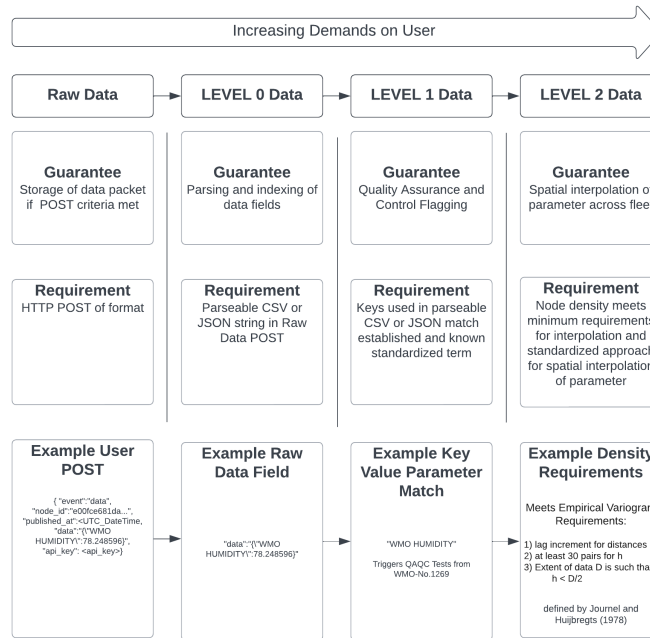 Increasing Demands on User
Raw Data
LEVEL 0 Data
LEVEL 1 Data
LEVEL 2 Data
Guarantee
Storage of data packet
if POST criteria met
Guarantee
Parsing and indexing of
data fields
Guarantee
Quality Assurance and
Control Flagging
Guarantee
Spatial interpolation of
parameter across flee
Requirement
HTTP POST of format
Requirement
Parseable CSV or
JSON string in Raw
Data POST
Requirement
Keys used in parseable
CSV or JSON match
established and known
standardized term
Requirement
Node density meets
minimum requirements
for interpolation and
standardized approach
for spatial interpolation
of parameter
Example User
POST
{ "event":"data",
"node_id":"e00fce681da...",
"published_at":<UTC_DateTime,
"data":"{\"WMO
HUMIDITY\":78.248596}",
"api_key": <api_key>}
Example Raw
Data Field
"data":"{\"WMO
HUMIDITY\":78.248596}"
Example Key
Value Parameter
Match
"WMO HUMIDITY"
Triggers QAQC Tests from
WMO-No.1269
Example Density
Requirements
Meets Empirical Variogram
Requirements:
1) lag increment for distances
2) at least 30 pairs for h
3) Extent of data D is such tha
h < D/2
defined by Journel and
Huijbregts (1978)